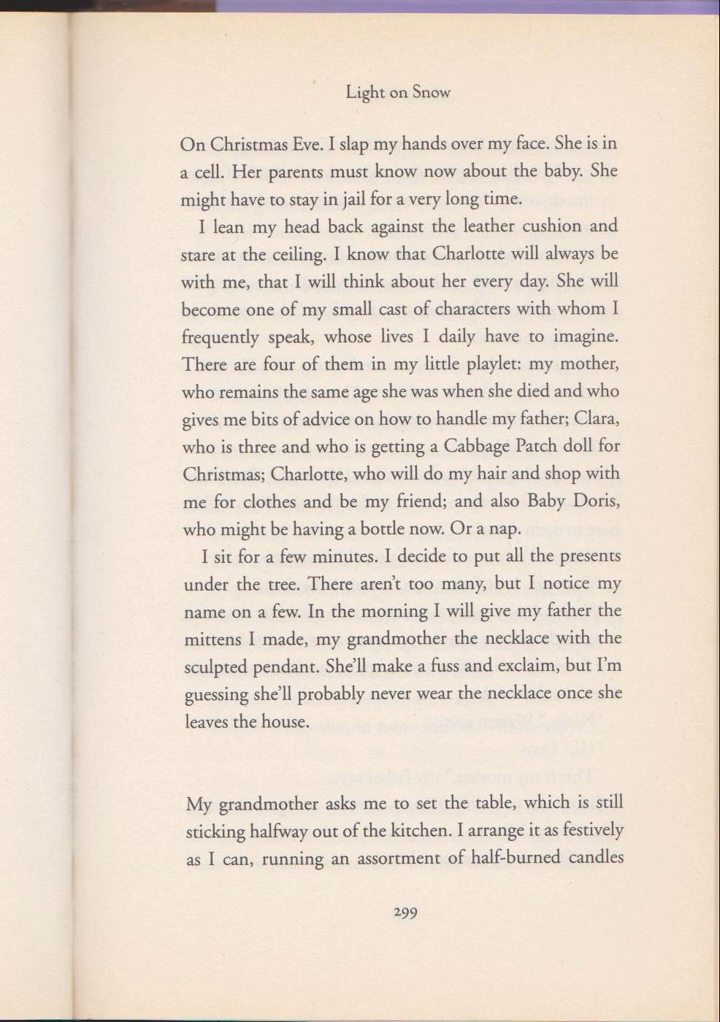 Light on Snow
On Christmas Eve. I slap my hands over my face. She is in
a cell. Her parents must know now about the baby. She
might have to stay in jail for a very long time.
I lean my head back against the leather cushion and
stare at the ceiling. I know that Charlotte will always be
with me, that I will think about her every day. She will
become one of my small cast of characters with whom I
frequently speak, whose lives I daily have to imagine.
There are four of them in my little playlet: my mother,
who remains the same age she was when she died and who
gives me bits of advice on how to handle my father; Clara,
who is three and who is getting a Cabbage Patch doll for
Christmas; Charlotte, who will do my hair and shop with
me for clothes and be my friend; and also Baby Doris,
who might be having a bottle now. Or a nap.
I sit for a few minutes. I decide to put all the presents
under the tree. There aren't too many, but I notice my
name on a few. In the morning I will give my father the
mittens I made, my grandmother the necklace with the
sculpted pendant. She'll make a fuss and exclaim, but I'm
guessing she'll probably never wear the necklace once she
leaves the house.
My grandmother asks me to set the table, which is still
sticking halfway out of the kitchen. I arrange it as festively
as I can, running an assortment of half-burned candles
299